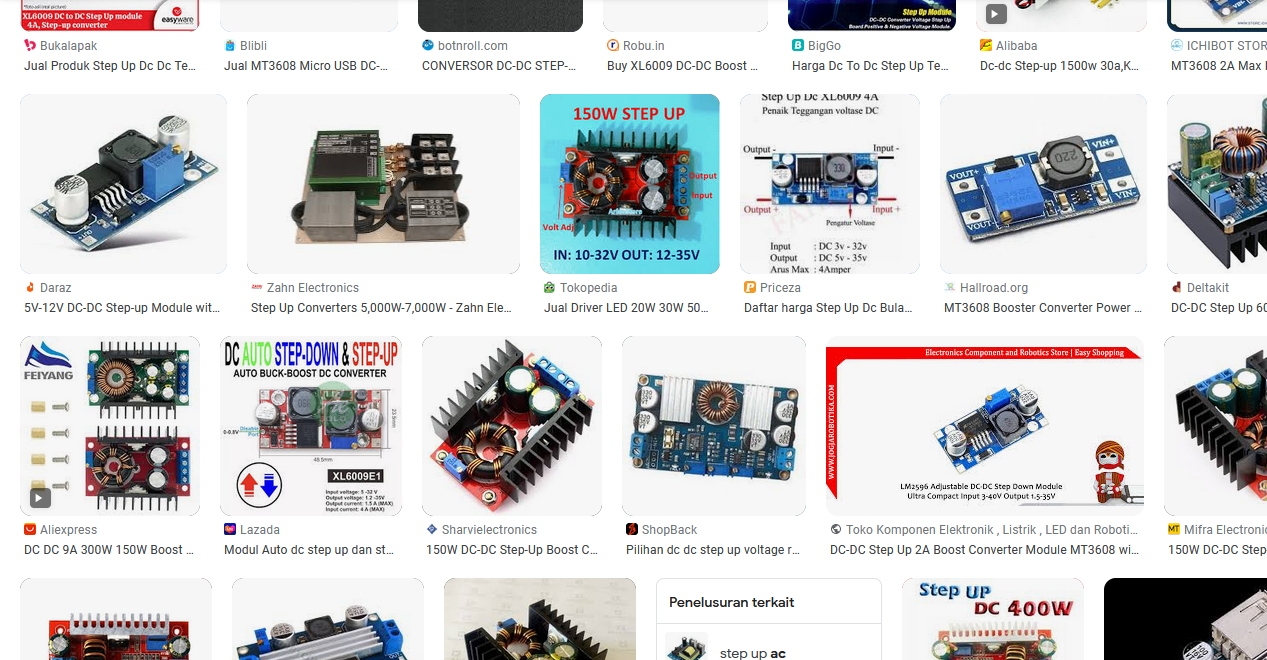 XL6009 DC to DC Step Up module
4A, Step-up converter
easyware
Step Up Module
DC-DC Converter Voltage Step Up
Board Positive & Negative Voltage Module.
Bukalapak
Blibli
botnroll.com
Robu.in
BigGo
Alibaba
ICHIBOT STOR
Jual Produk Step Up Dc Dc Te...
Jual MT3608 Micro USB DC-...
CONVERSOR DC-DC STEP-...
Buy XL6009 DC-DC Boost ...
Harga Dc To Dc Step Up Te...
Dc-dc Step-up 1500w 30a,K...
MT3608 2A Max
150W STEP UP
Output
Input
Volt Adj
IN: 10-32V OUT: 12-35V
Step Up Dc XL6009 4A
Penaik Teggangan voltase DC
Output -
Input -
Output +
Input +
Pengatur Voltase
Input : DC 3v - 32v
Output : DC 5v - 35v
Arus Max : 4Amper
220
VOUT+
VIN+
VIN-
VOUT-
Daraz
Zahn Electronics
Tokopedia
Priceza
Hallroad.org
Deltakit
5V-12V DC-DC Step-up Module wit...
Step Up Converters 5,000W-7,000W - Zahn Ele...
Jual Driver LED 20W 30W 50...
Daftar harga Step Up Dc Bula...
MT3608 Booster Converter Power ...
DC-DC Step Up 60
FEIYANG
DC AUTO STEP-DOWN & STEP-UP
AUTO BUCK-BOOST DC CONVERTER
48.5mm
XL6009E1
Input voltage: 5 -32 V
Output voltage: 1.2 -35V
Output current: 1.5 A (MAX)
Input current: 4 A (MAX)
Electronics Component and Robotics Store | Easy Shopping
WWW.JOGJAROBOTIKA.COM
LM2596 Adjustable DC-DC Step Down Module
Ultra Compact Input 3-40V Output 1.5-35V
Aliexpress
Lazada
Sharvielectronics
ShopBack
Toko Komponen Elektronik , Listrik , LED dan Roboti...
MT Mifra Electronic
DC DC 9A 300W 150W Boost ...
Modul Auto dc step up dan st...
150W DC-DC Step-Up Boost C...
Pilihan dc dc step up voltage r...
DC-DC Step Up 2A Boost Converter Module MT3608 wi...
150W DC-DC Step
Penelusuran terkait
step up ac
Step UP
DC 400W